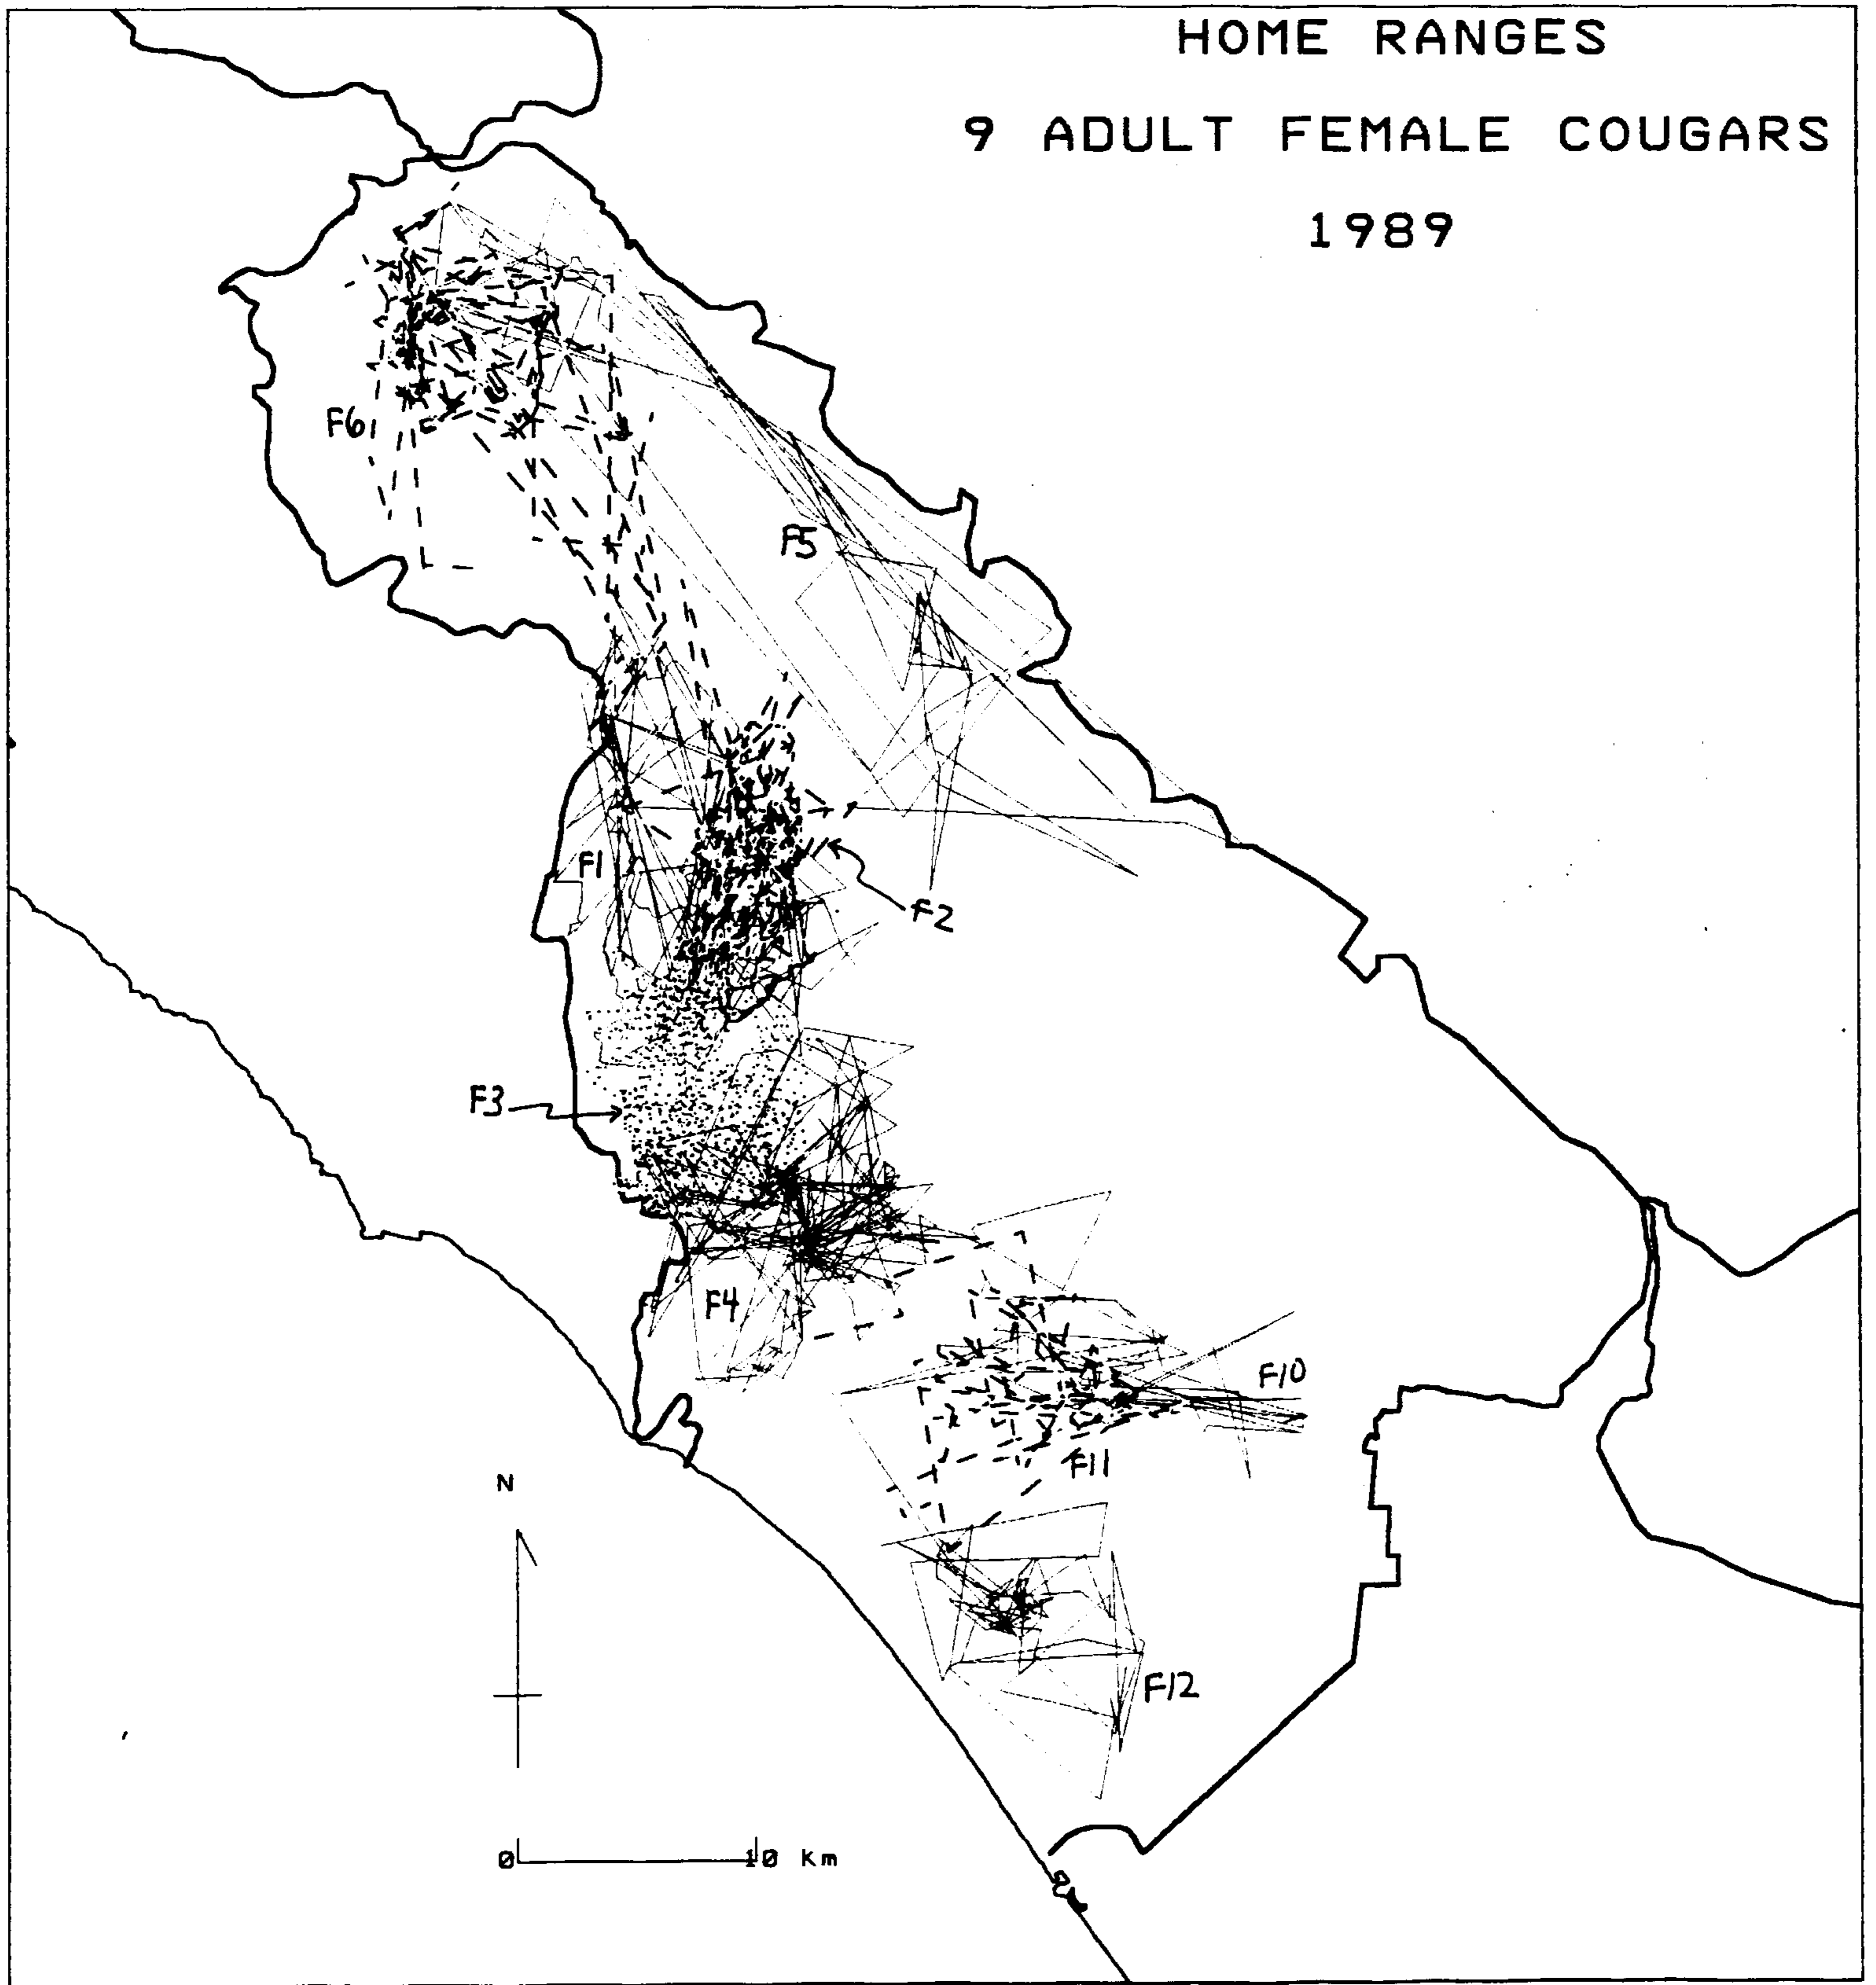 HOME RANGES
9 ADULT FEMALE COUGARS
1989
F6
F5
F1
F2
F3
F4
F10
F11
N
F12
0 10 Km